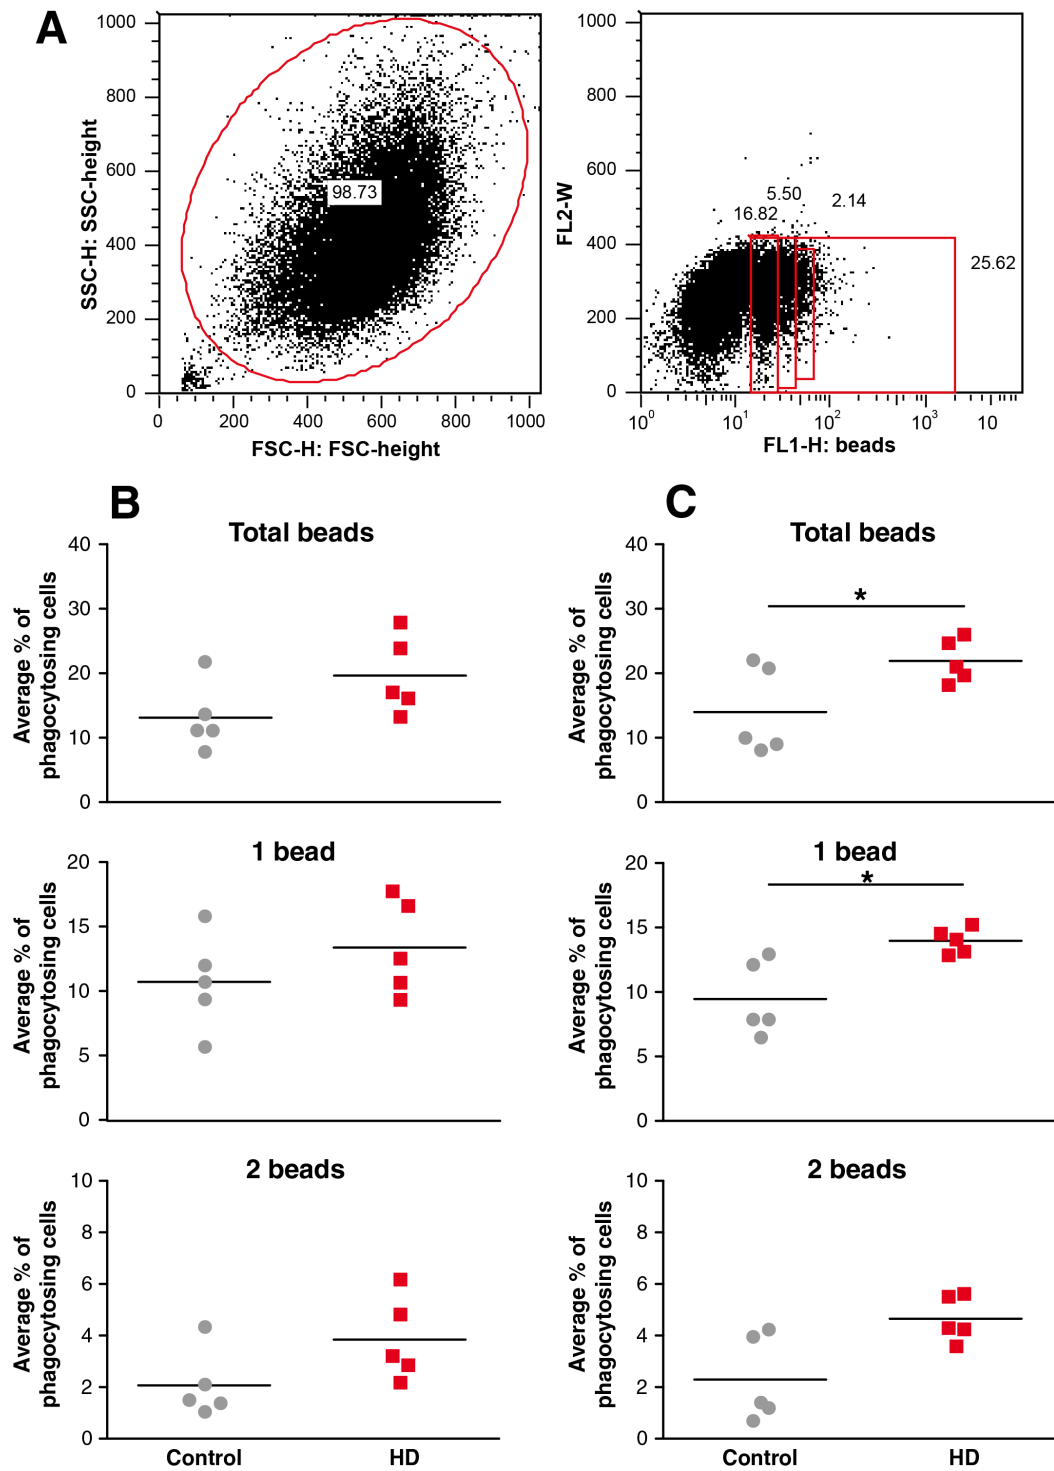 A
SSC-H: SSC-height
1000
800
600
400
200
0
98.73
0 200 400 600 800 1000
FSC-H: FSC-height
FL2-W
1000
800
600
400
200
0
16.82
5.50
2.14
25.62
10^0 10^1 10^2 10^3 10
FL1-H: beads
B
Total beads
Average % of
phagocytosing cells
40
30
20
10
0
1 bead
Average % of
phagocytosing cells
20
15
10
5
0
2 beads
Average % of
phagocytosing cells
10
8
6
4
2
0
Control HD
C
Total beads
Average % of
phagocytosing cells
40
30
20
10
0
*
1 bead
Average % of
phagocytosing cells
20
15
10
5
0
*
2 beads
Average % of
phagocytosing cells
10
8
6
4
2
0
Control HD